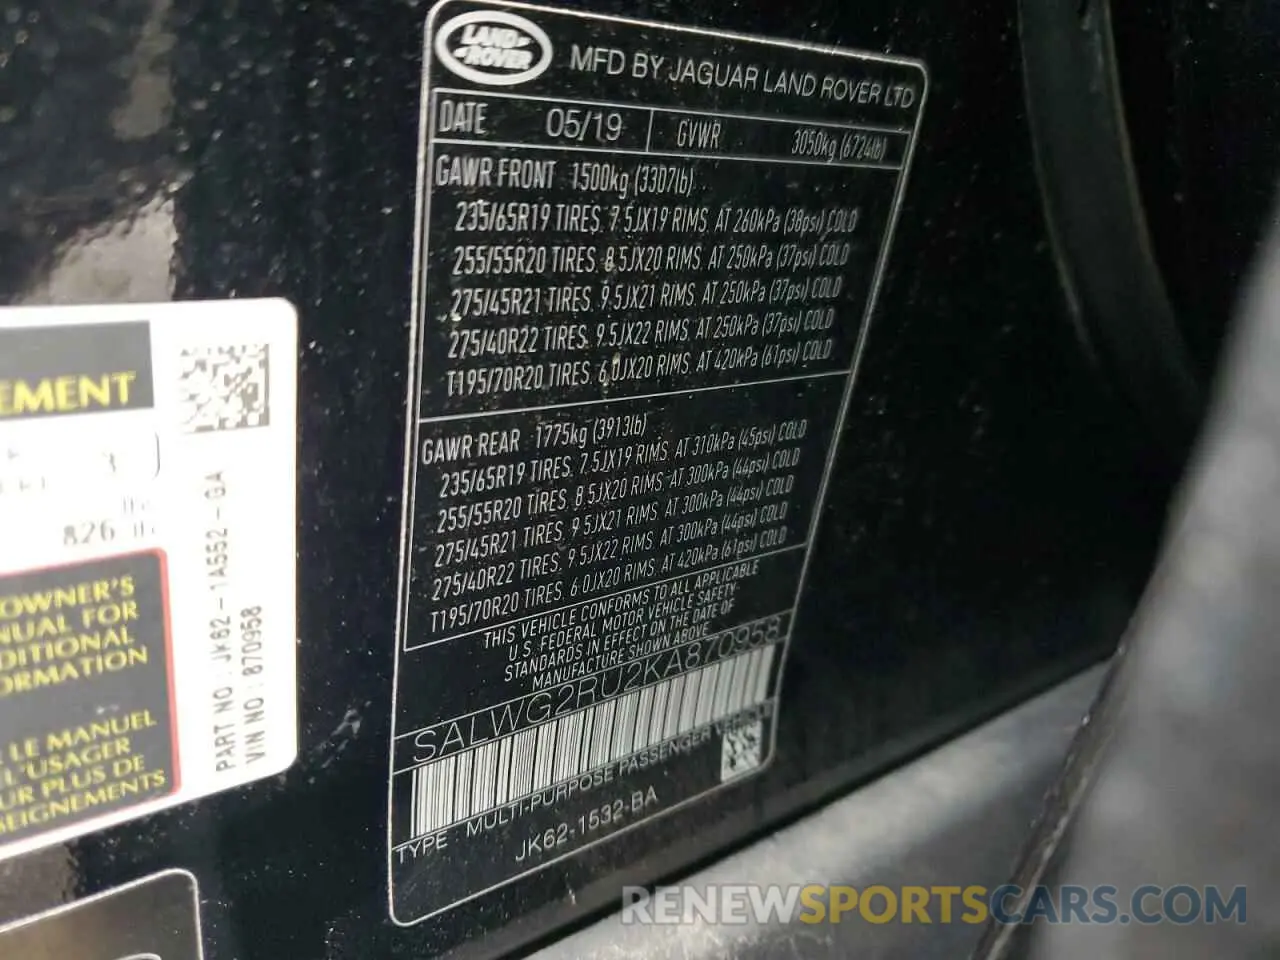 LAND-
-ROVER
MFD BY JAGUAR LAND ROVER LTD
DATE 05/19 GVWR 3050kg (6724lb)
GAWR FRONT 1500kg (3307lb)
235/65R19 TIRES, 7.5JX19 RIMS, AT 260kPa (38psi) COLD
255/55R20 TIRES, 8.5JX20 RIMS, AT 250kPa (37psi) COLD
275/45R21 TIRES, 9.5JX21 RIMS, AT 250kPa (37psi) COLD
275/40R22 TIRES, 9.5JX22 RIMS, AT 250kPa (37psi) COLD
T195/70R20 TIRES, 6.0JX20 RIMS, AT 420kPa (61psi) COLD
GAWR REAR 1775kg (3913lb)
235/65R19 TIRES, 7.5JX19 RIMS, AT 310kPa (45psi) COLD
255/55R20 TIRES, 8.5JX20 RIMS, AT 300kPa (44psi) COLD
275/45R21 TIRES, 9.5JX21 RIMS, AT 300kPa (44psi) COLD
275/40R22 TIRES, 9.5JX22 RIMS, AT 300kPa (44psi) COLD
T195/70R20 TIRES, 6.0JX20 RIMS, AT 420kPa (61psi) COLD
THIS VEHICLE CONFORMS TO ALL APPLICABLE
U.S. FEDERAL MOTOR VEHICLE SAFETY
STANDARDS IN EFFECT ON THE DATE OF
MANUFACTURE SHOWN ABOVE
SALWG2RU2KA870958
TYPE MULTI-PURPOSE PASSENGER VEHICLE
JK62-1532-BA
EMENT
3
826 lb
OWNER'S
NUAL FOR
DITIONAL
ORMATION
LE MANUEL
L'USAGER
UR PLUS DE
SEIGNEMENTS
PART NO: JK62-1A552-GA
VIN NO: 870958
RENEWSPORTSCARS.COM